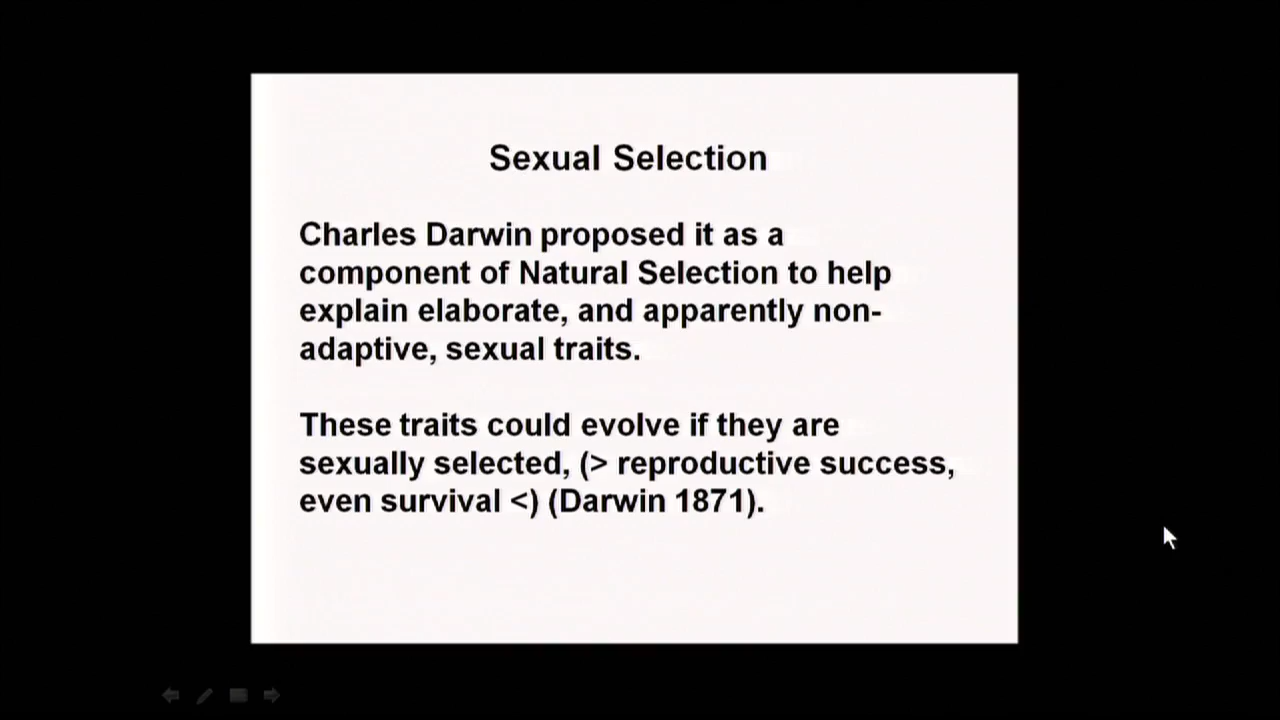 Sexual Selection
Charles Darwin proposed it as a
component of Natural Selection to help
explain elaborate, and apparently non-
adaptive, sexual traits.
These traits could evolve if they are
sexually selected, (> reproductive success,
even survival <) (Darwin 1871).